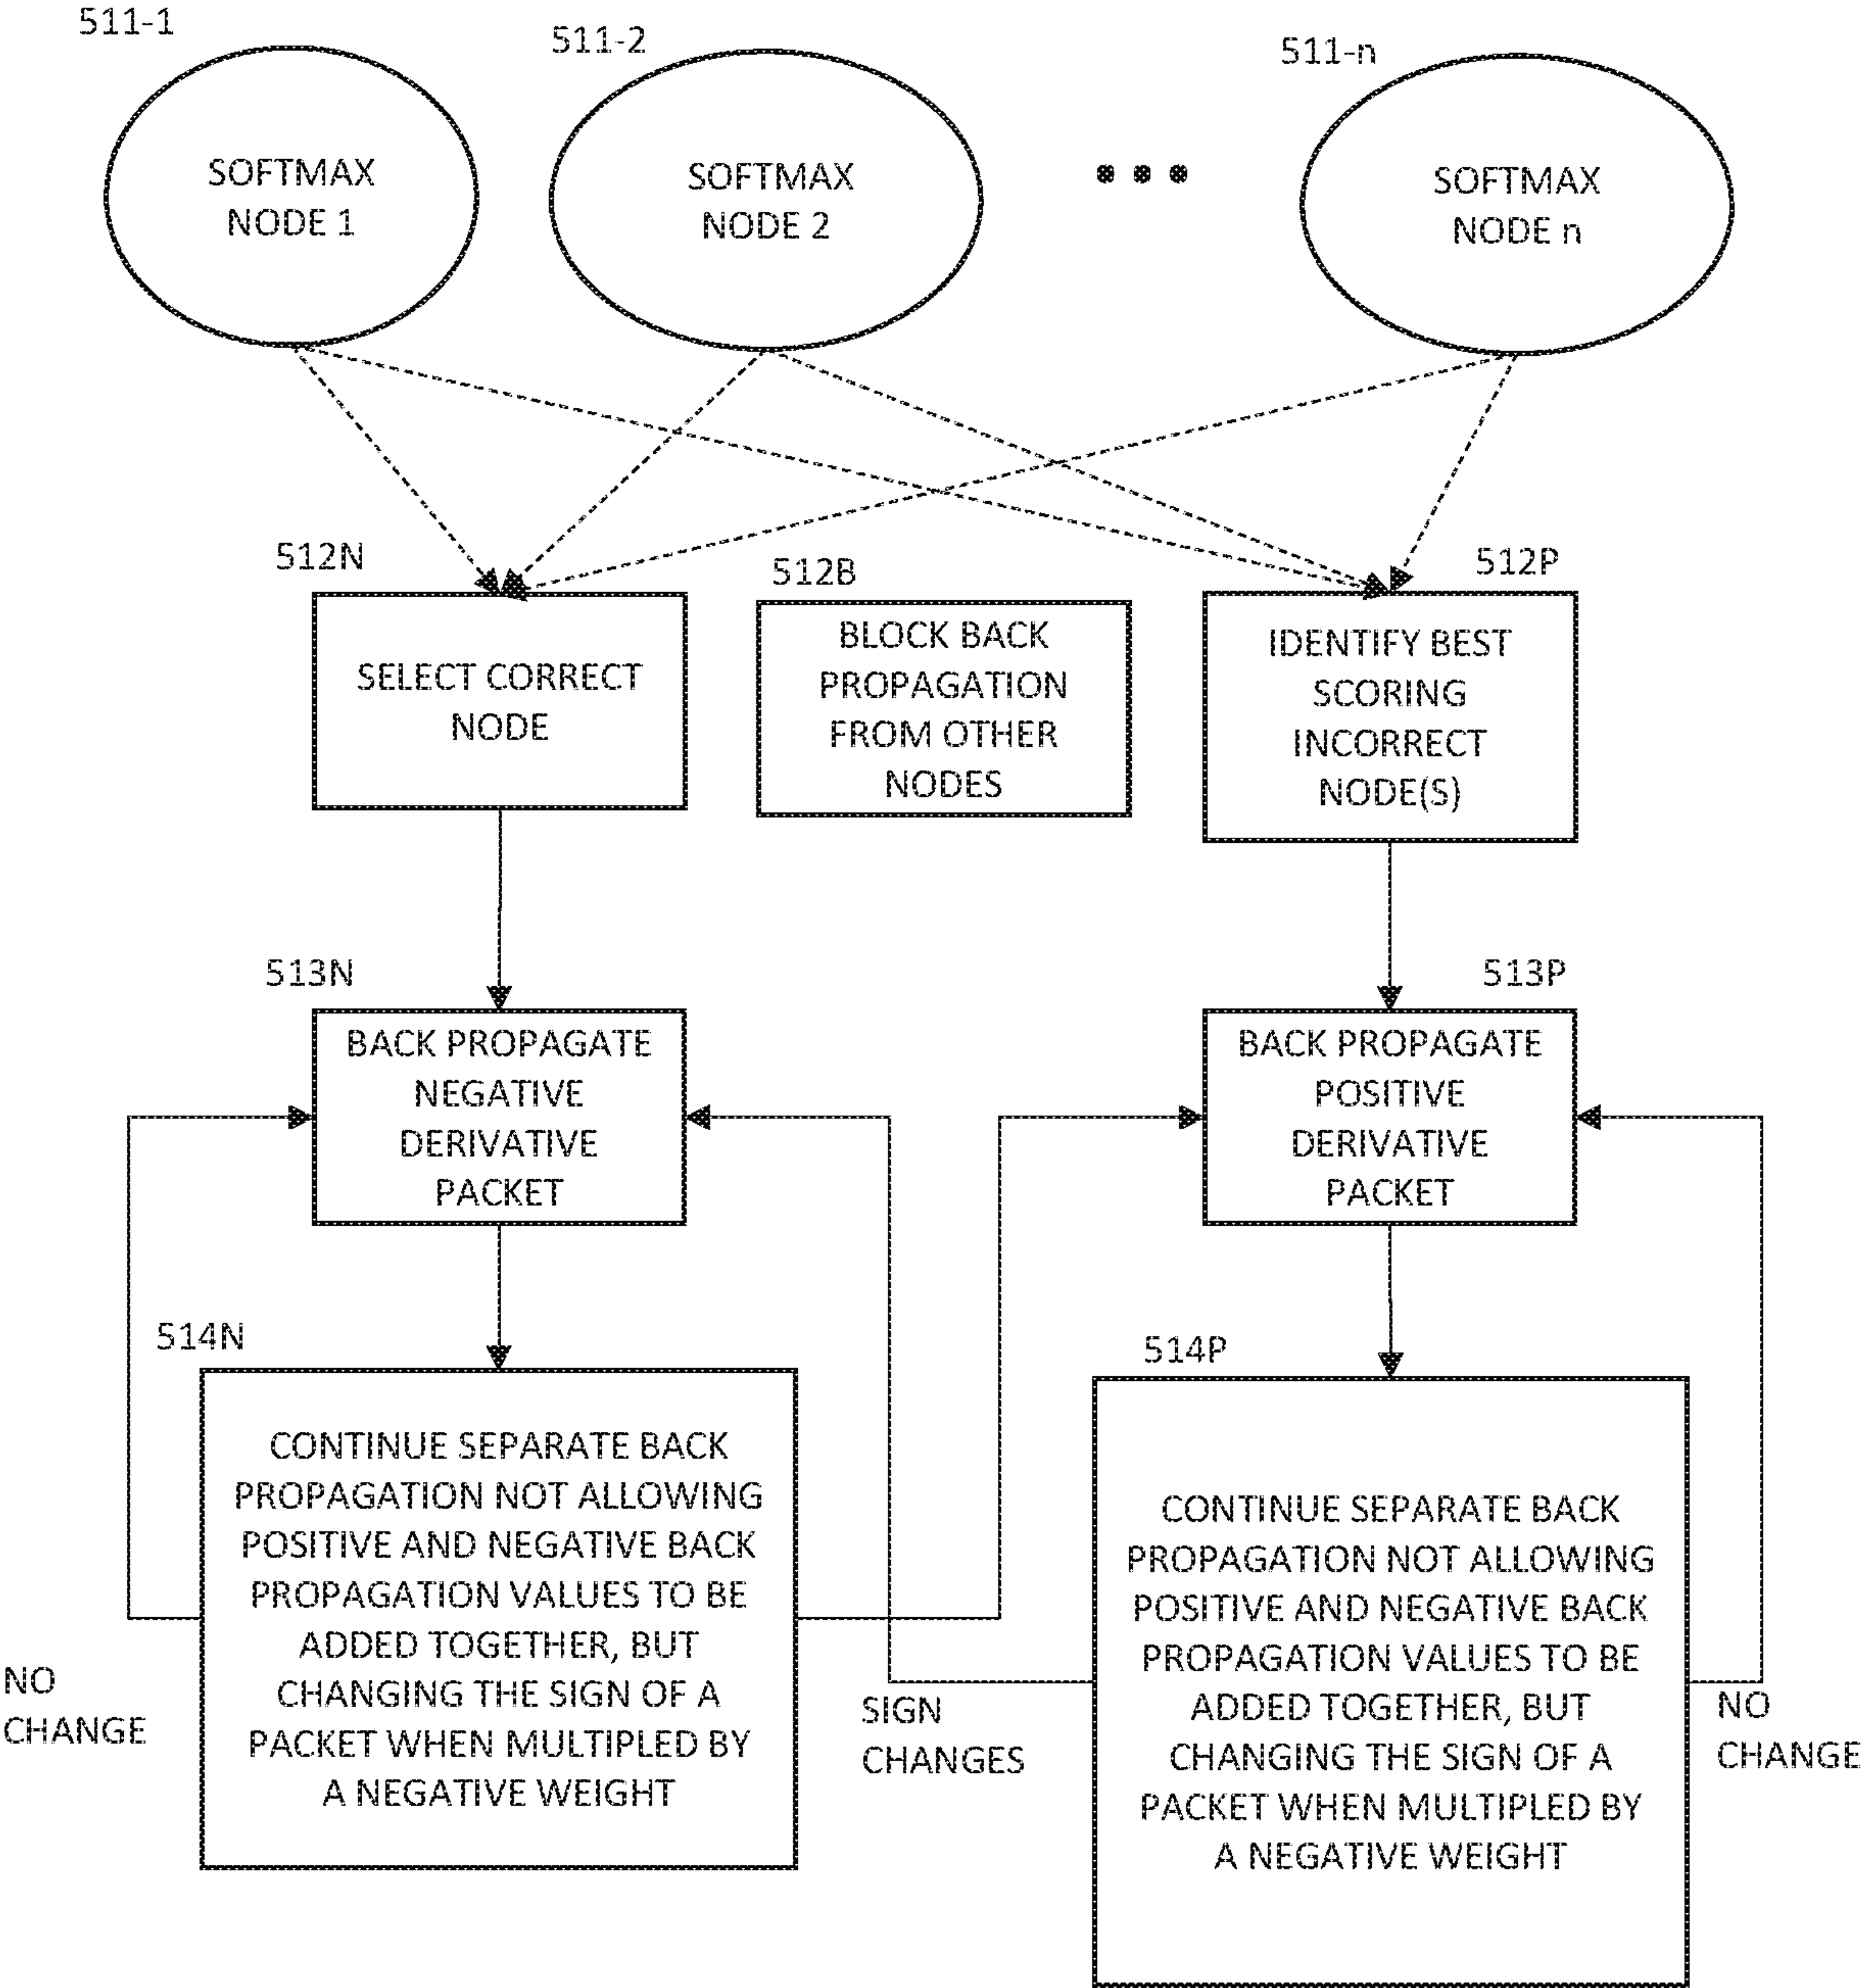 511-1
511-2
511-n
SOFTMAX
NODE 1
SOFTMAX
NODE 2
SOFTMAX
NODE n
512N
512B
512P
SELECT CORRECT
NODE
BLOCK BACK
PROPAGATION
FROM OTHER
NODES
IDENTIFY BEST
SCORING
INCORRECT
NODE(S)
513N
513P
BACK PROPAGATE
NEGATIVE
DERIVATIVE
PACKET
BACK PROPAGATE
POSITIVE
DERIVATIVE
PACKET
514N
514P
CONTINUE SEPARATE BACK
PROPAGATION NOT ALLOWING
POSITIVE AND NEGATIVE BACK
PROPAGATION VALUES TO BE
ADDED TOGETHER, BUT
CHANGING THE SIGN OF A
PACKET WHEN MULTIPLED BY
A NEGATIVE WEIGHT
CONTINUE SEPARATE BACK
PROPAGATION NOT ALLOWING
POSITIVE AND NEGATIVE BACK
PROPAGATION VALUES TO BE
ADDED TOGETHER, BUT
CHANGING THE SIGN OF A
PACKET WHEN MULTIPLED BY
A NEGATIVE WEIGHT
NO
CHANGE
SIGN
CHANGES
NO
CHANGE